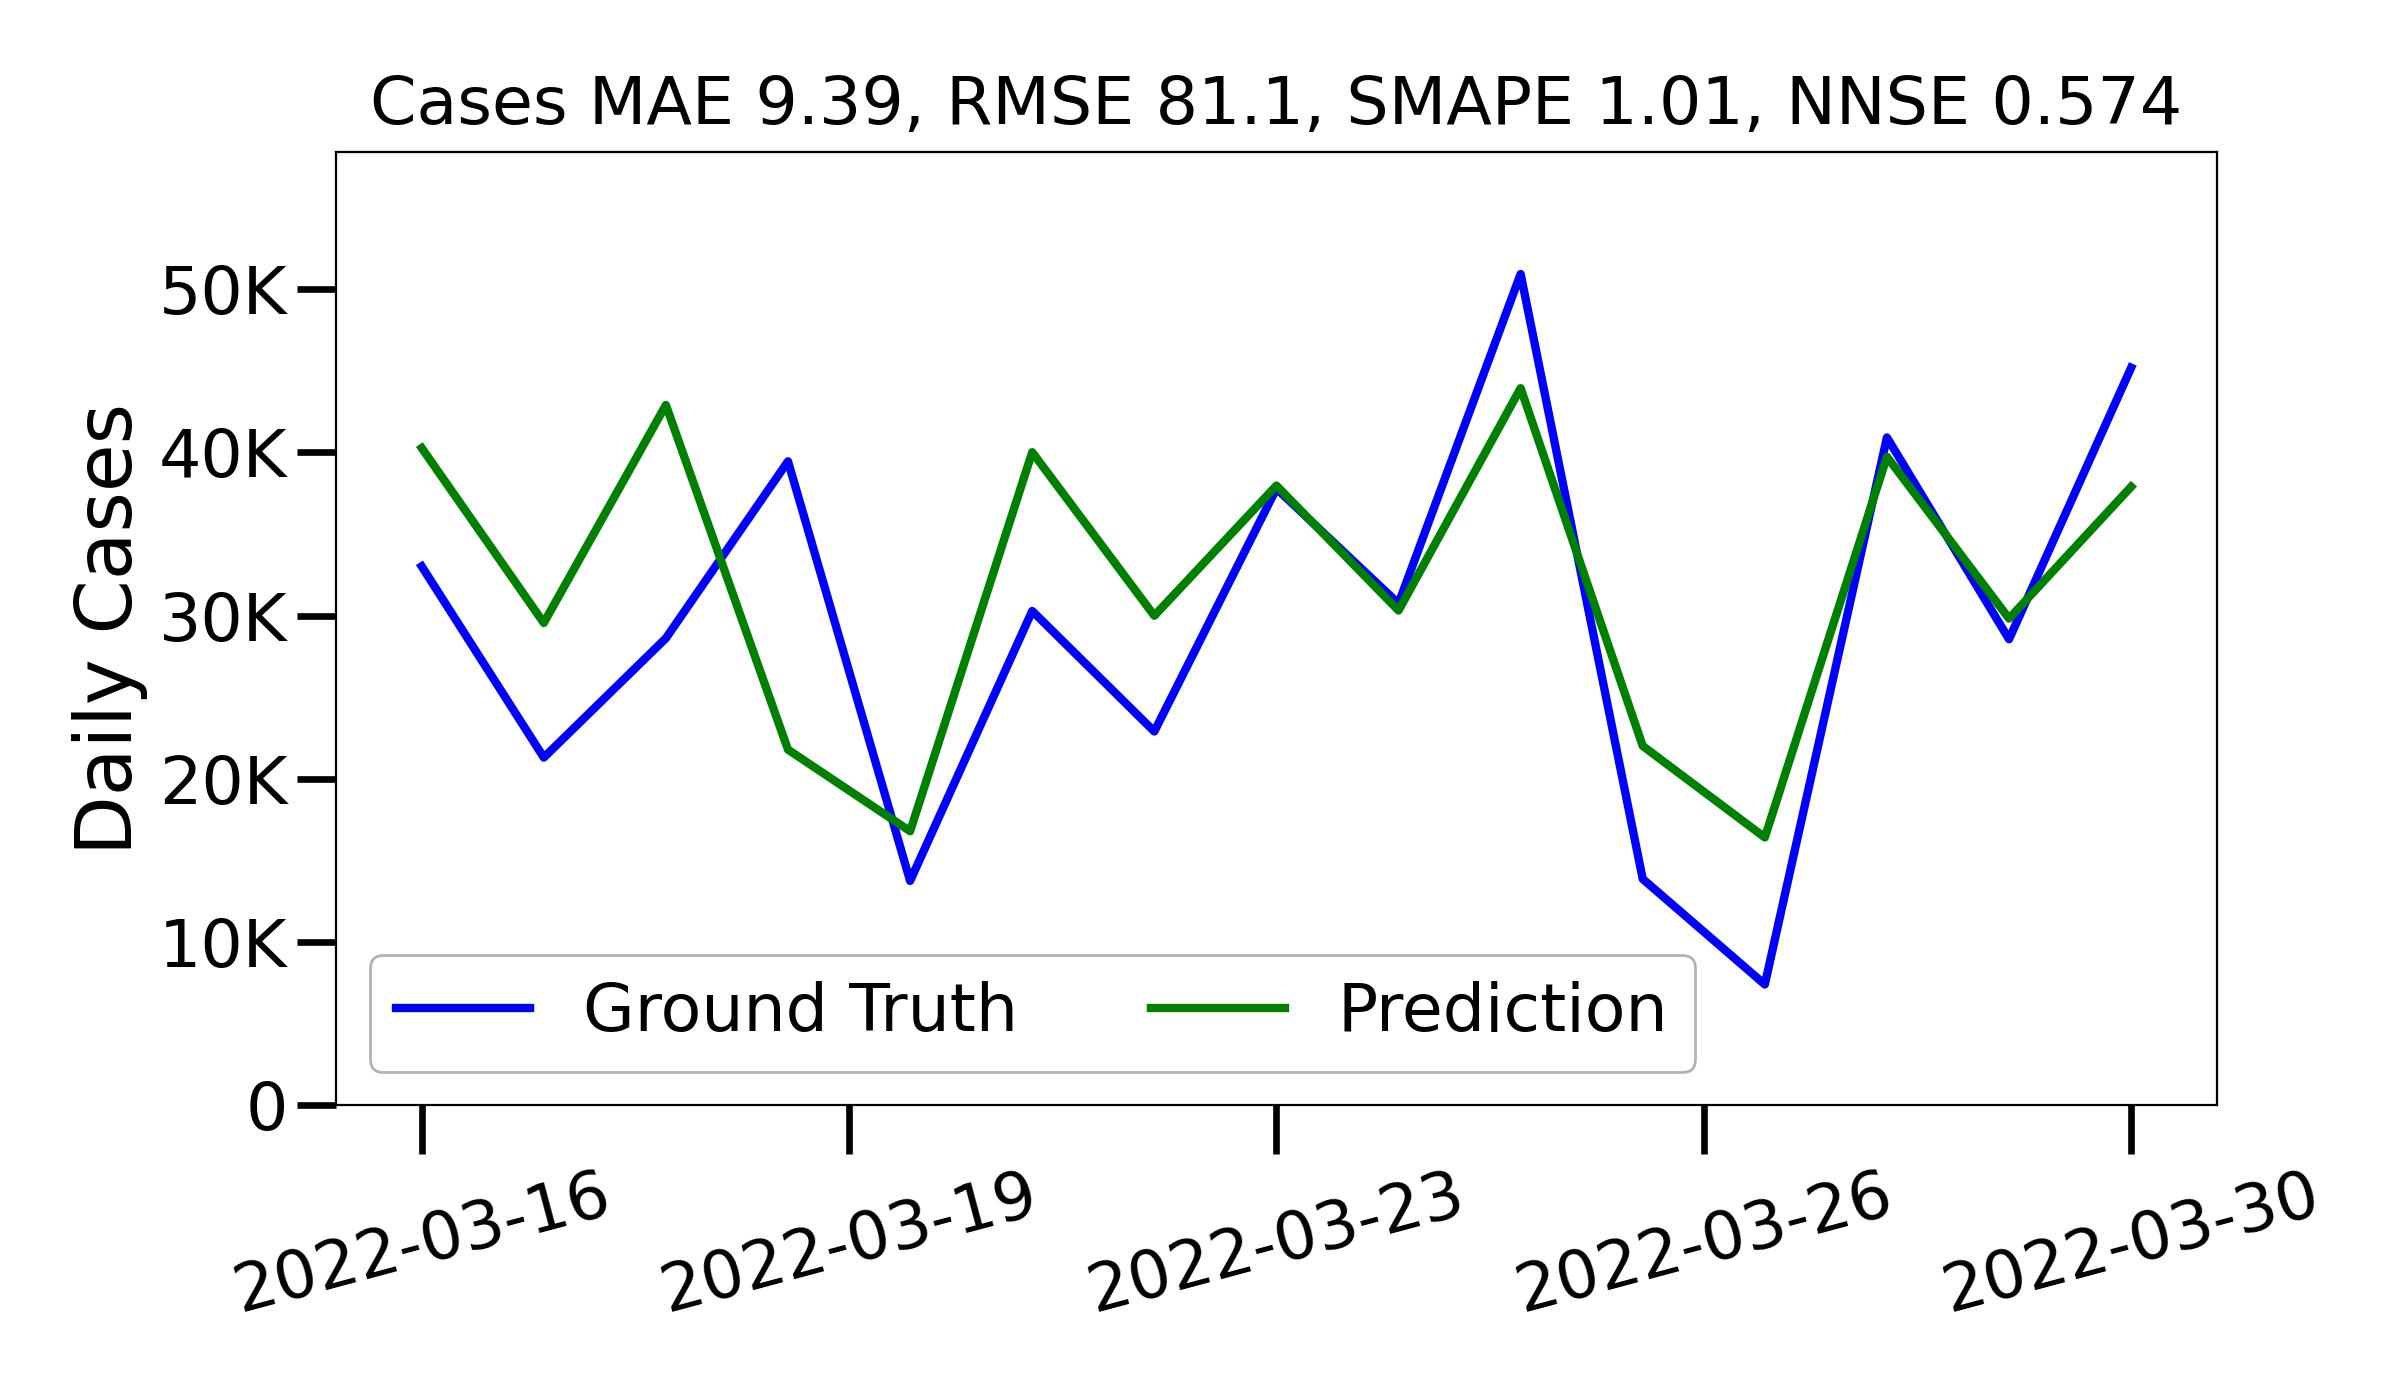 Cases MAE 9.39, RMSE 81.1, SMAPE 1.01, NNSE 0.574
Daily Cases
50K
40K
30K
20K
10K
0
Ground Truth
Prediction
2022-03-16
2022-03-19
2022-03-23
2022-03-26
2022-03-30